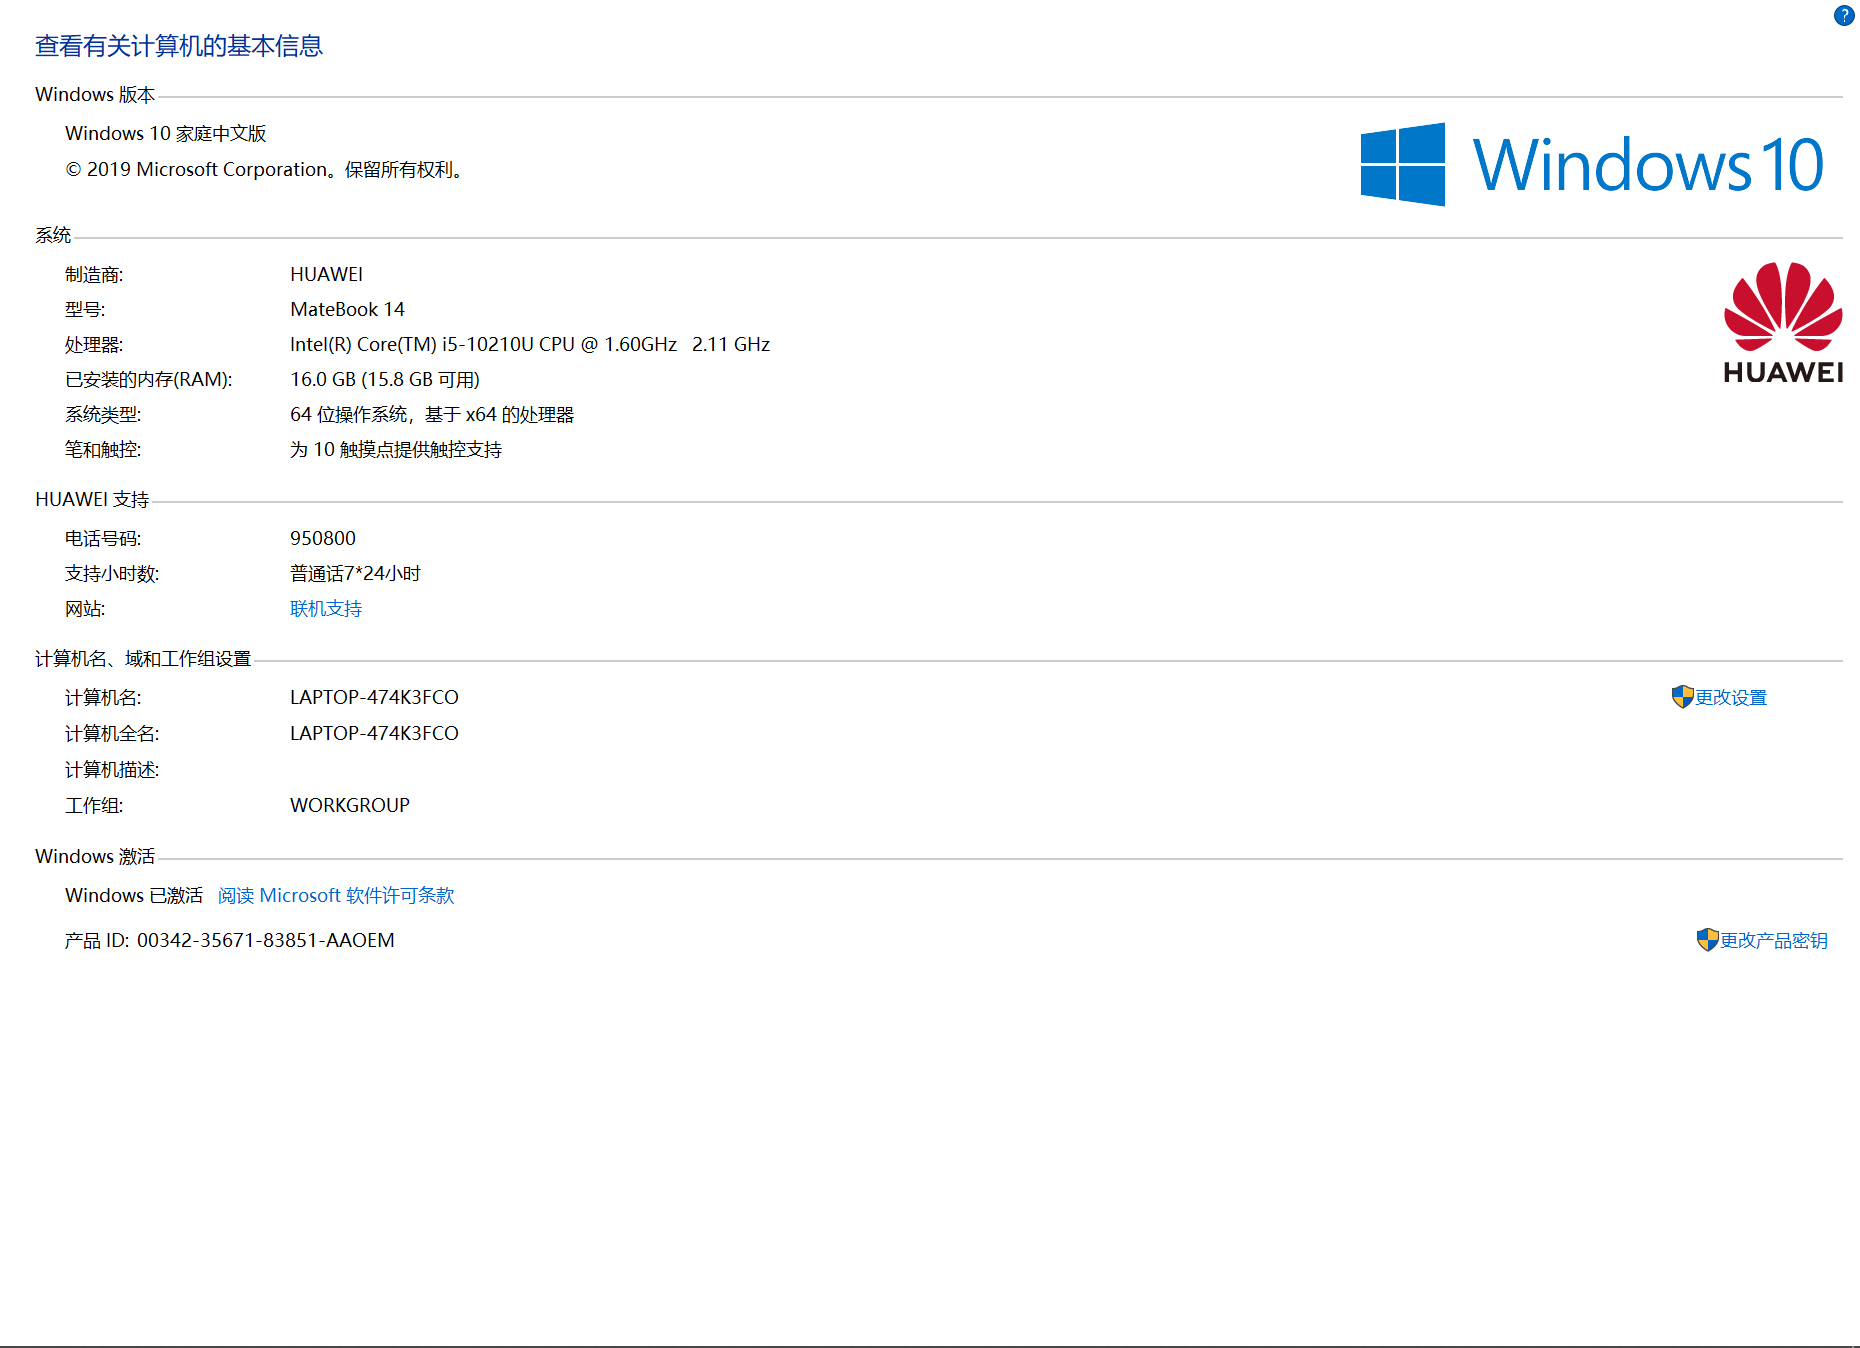 ?
查看有关计算机的基本信息
Windows 版本
Windows 10 家庭中文版
© 2019 Microsoft Corporation。保留所有权利。
Windows 10
系统
制造商: HUAWEI
型号: MateBook 14
处理器: Intel(R) Core(TM) i5-10210U CPU @ 1.60GHz 2.11 GHz
已安装的内存(RAM): 16.0 GB (15.8 GB 可用)
系统类型: 64 位操作系统, 基于 x64 的处理器
笔和触控: 为 10 触摸点提供触控支持
HUAWEI
HUAWEI 支持
电话号码: 950800
支持小时数: 普通话7*24小时
网站: 联机支持
计算机名、域和工作组设置
计算机名: LAPTOP-474K3FCO 更改设置
计算机全名: LAPTOP-474K3FCO
计算机描述:
工作组: WORKGROUP
Windows 激活
Windows 已激活 阅读 Microsoft 软件许可条款
产品 ID: 00342-35671-83851-AAOEM 更改产品密钥